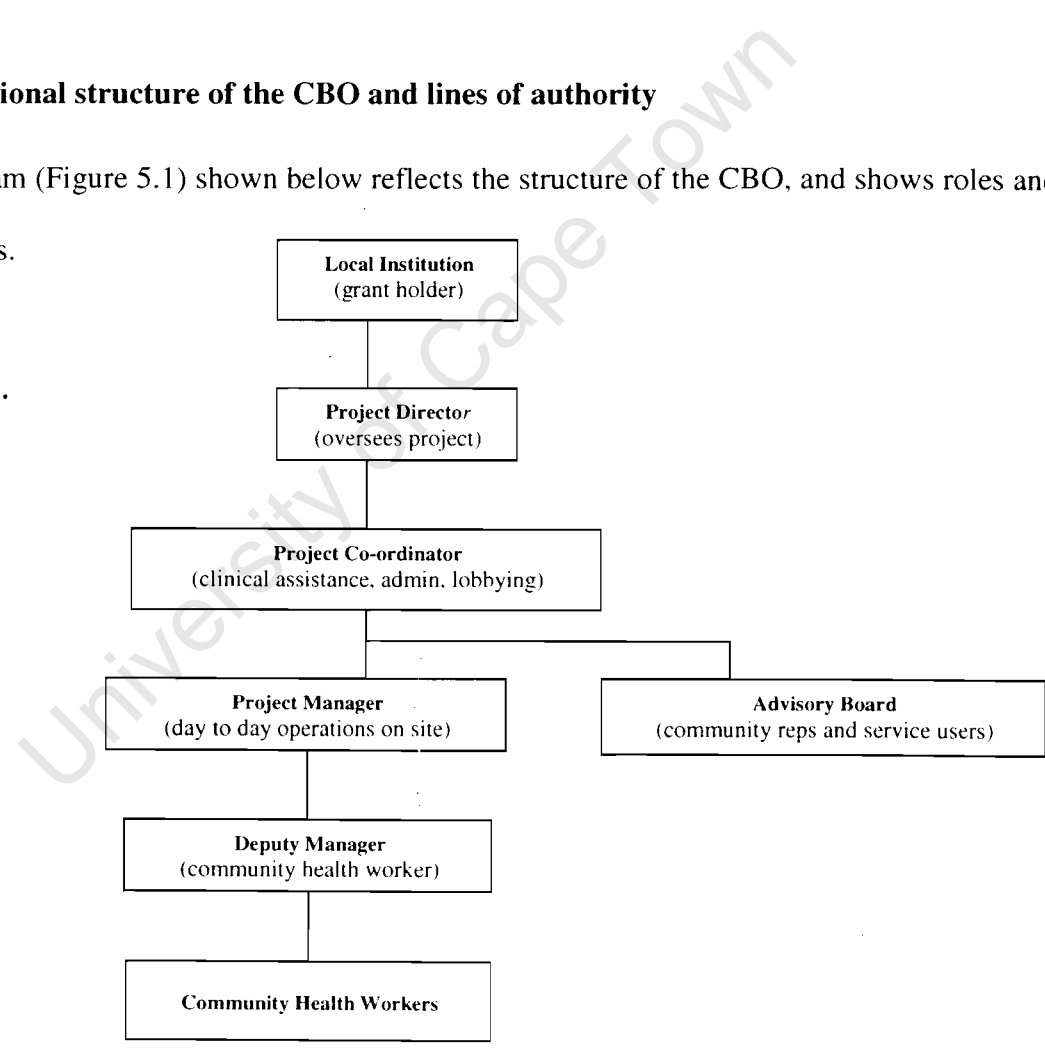 ional structure of the CBO and lines of authority
am (Figure 5.1) shown below reflects the structure of the CBO, and shows roles an
s.
Local Institution
(grant holder)
Project Director
(oversees project)
Project Co-ordinator
(clinical assistance, admin, lobbying)
Project Manager
(day to day operations on site)
Advisory Board
(community reps and service users)
Deputy Manager
(community health worker)
Community Health Workers
University of Cape Town